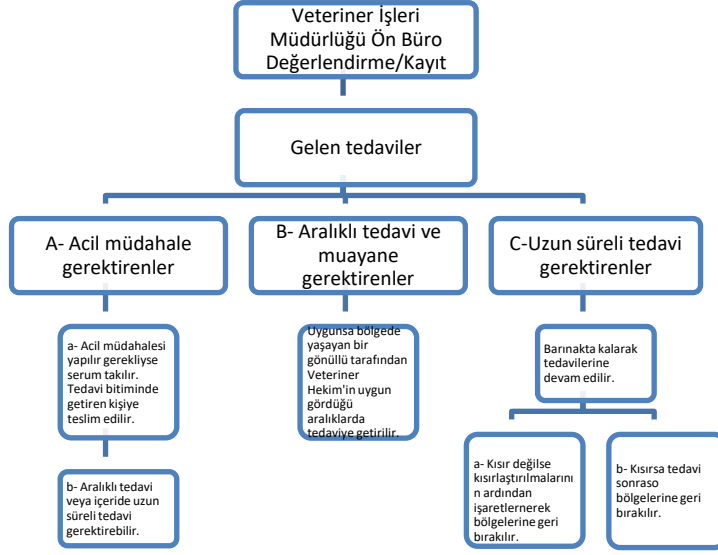 Veteriner İşleri
Müdürlüğü Ön Büro
Değerlendirme/Kayıt
Gelen tedaviler
A- Acil müdahale
gerektirenler
B- Aralıklı tedavi ve
muayane
gerektirenler
C-Uzun süreli tedavi
gerektirenler
a- Acil müdahalesi
yapılır gerekliyse
serum takılır.
Tedavi bitiminde
getiren kişiye
teslim edilir.
Uygunsa bölgede
yaşayan bir
gönüllü tarafından
Veteriner
Hekim'in uygun
gördüğü
aralıklarda
tedaviye getirilir.
Barınakta kalarak
tedavilerine
devam edilir.
b- Aralıklı tedavi
veya içeride uzun
süreli tedavi
gerektirebilir.
a- Kısır değilse
kısırlaştırılmalarını
n ardından
işaretlernerek
bölgelerine geri
bırakılır.
b- Kısırsa tedavi
sonraso
bölgelerine geri
bırakılır.